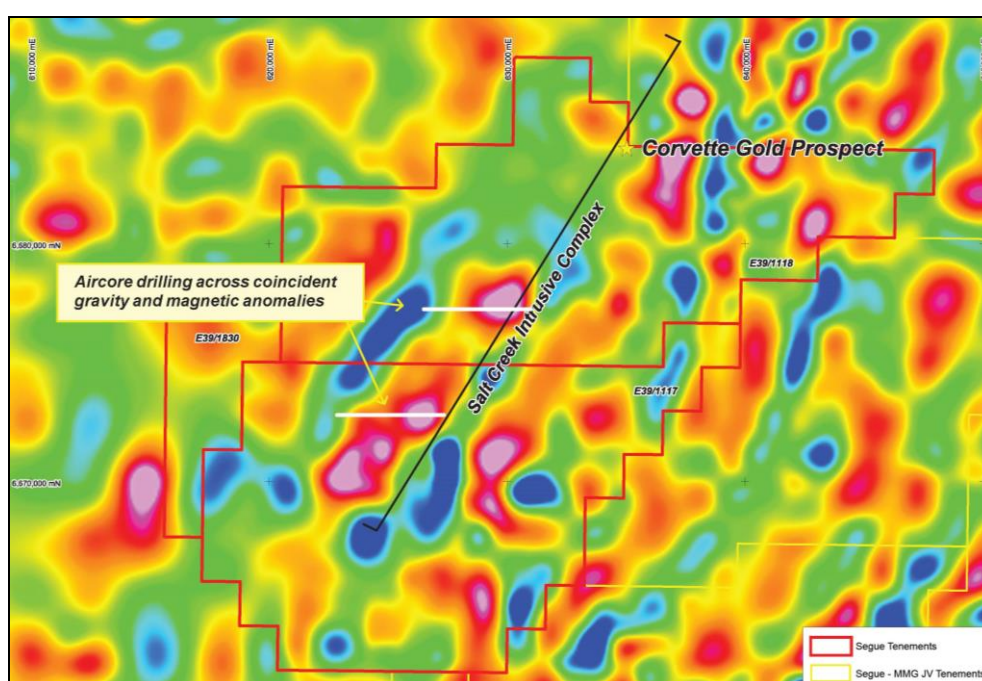 610,000 mE
620,000 mE
630,000 mE
640,000 mE
Corvette Gold Prospect
6,580,000 mN
E39/1118
Aircore drilling across coincident
gravity and magnetic anomalies
Salt Creek Intrusive Complex
E39/1830
E39/1117
6,570,000 mN
Segue Tenements
Segue - MMG JV Tenements